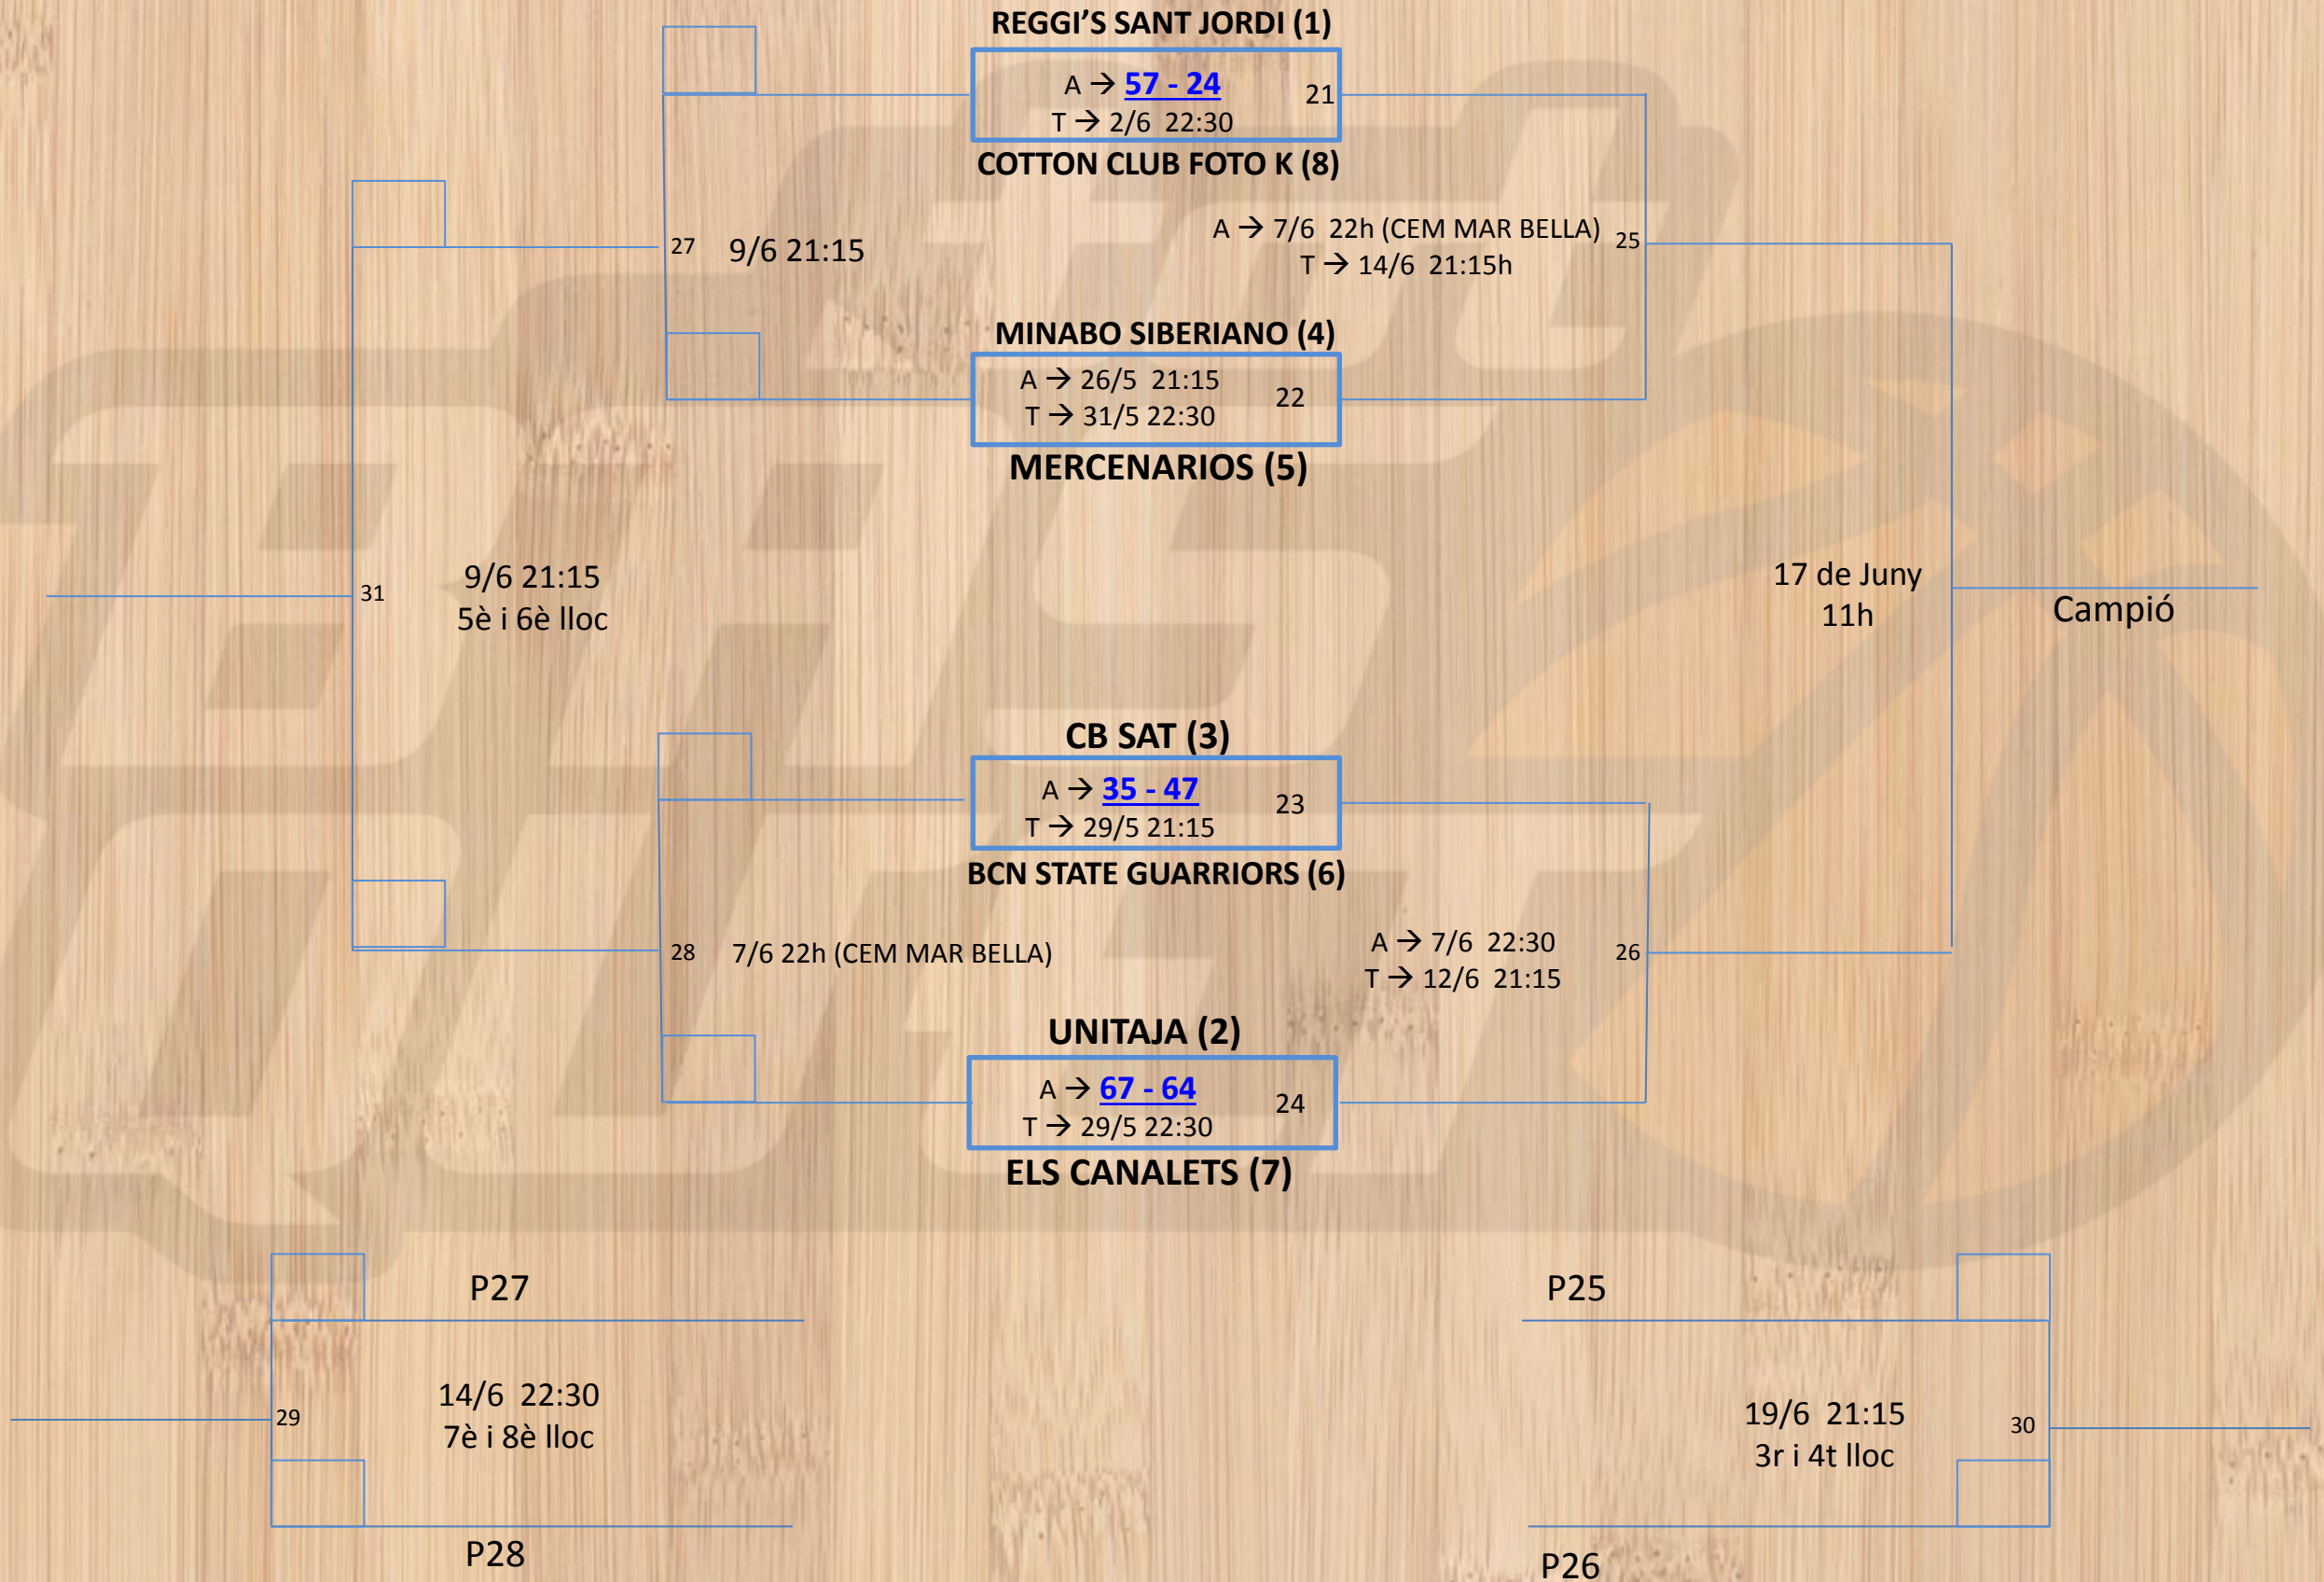 REGGI'S SANT JORDI (1)
A → 57 - 24
21
T → 2/6 22:30
COTTON CLUB FOTO K (8)
27
9/6 21:15
A → 7/6 22h (CEM MAR BELLA)
25
T → 14/6 21:15h
MINABO SIBERIANO (4)
A → 26/5 21:15
22
T → 31/5 22:30
MERCENARIOS (5)
31
9/6 21:15
5è i 6è lloc
17 de Juny
11h
Campió
CB SAT (3)
A → 35 - 47
23
T → 29/5 21:15
BCN STATE GUARRIORS (6)
28
7/6 22h (CEM MAR BELLA)
A → 7/6 22:30
26
T → 12/6 21:15
UNITAJA (2)
A → 67 - 64
24
T → 29/5 22:30
ELS CANALETS (7)
P27
29
14/6 22:30
7è i 8è lloc
P28
P25
19/6 21:15
30
3r i 4t lloc
P26